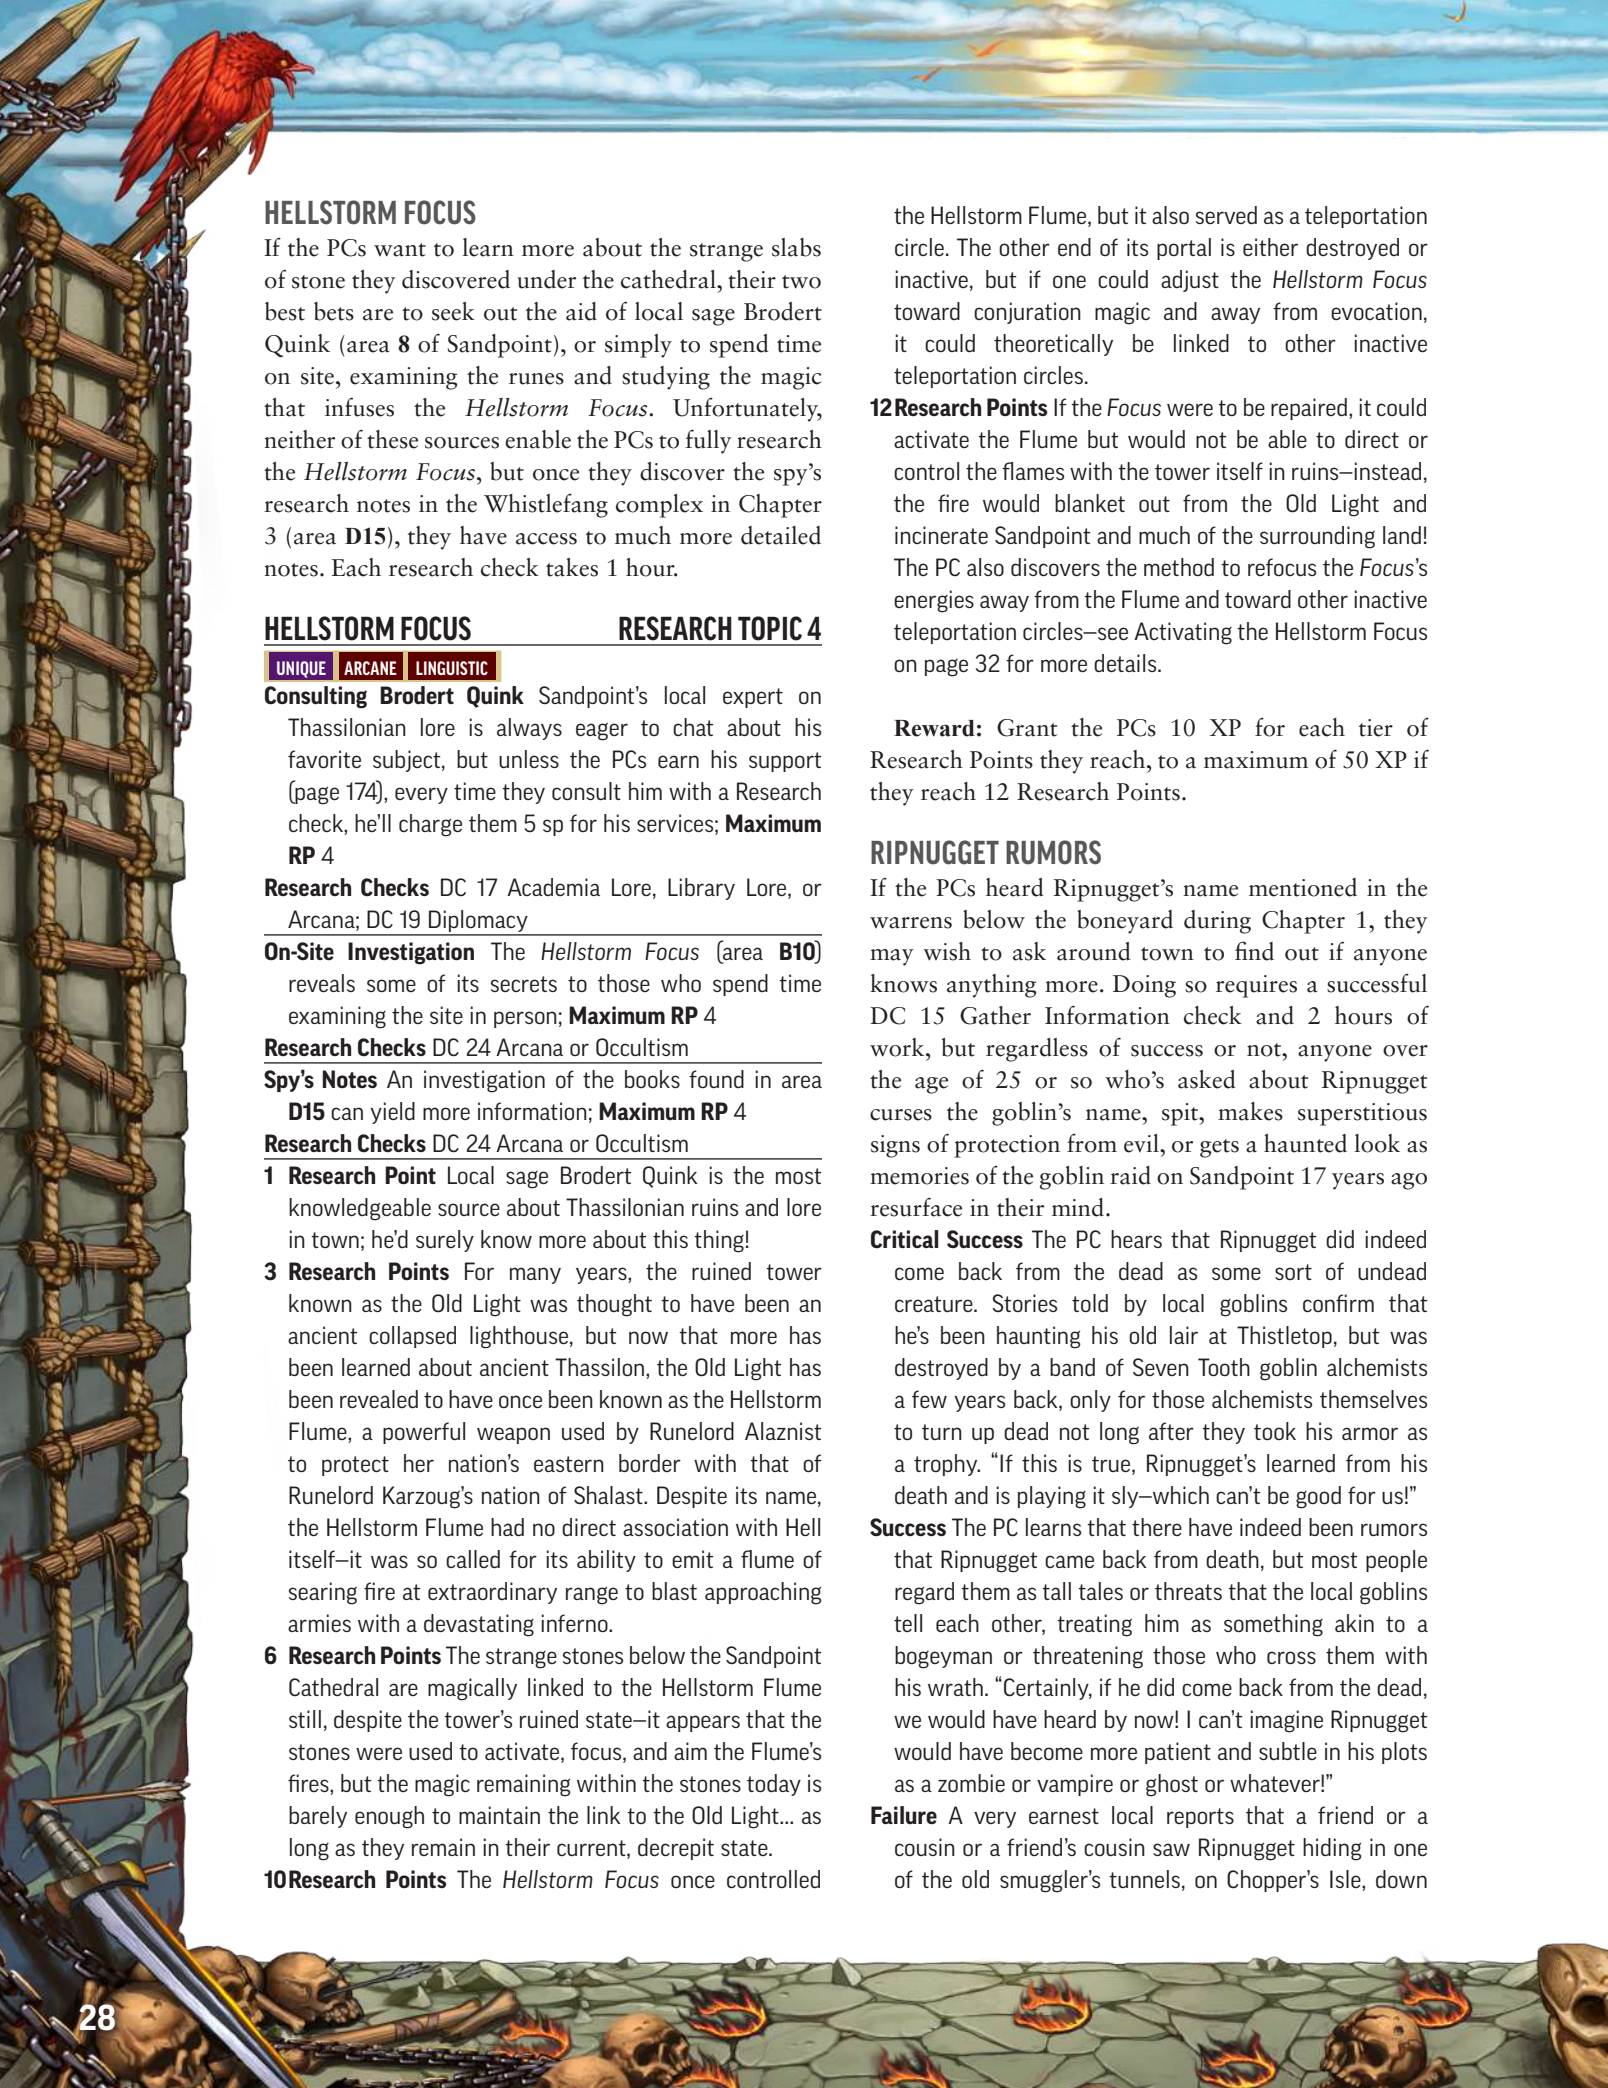 HELLSTORM FOCUS
If the PCs want to learn more about the strange slabs
of stone they discovered under the cathedral, their two
best bets are to seek out the aid of local sage Brodert
Quink (area 8 of Sandpoint), or simply to spend time
on site, examining the runes and studying the magic
that infuses the Hellstorm Focus. Unfortunately,
neither of these sources enable the PCs to fully research
the Hellstorm Focus, but once they discover the spy’s
research notes in the Whistlefang complex in Chapter
3 (area D15), they have access to much more detailed
notes. Each research check takes 1 hour.
HELLSTORM FOCUS RESEARCH TOPIC 4
UNIQUE ARCANE LINGUISTIC
Consulting Brodert Quink Sandpoint’s local expert on
Thassilonian lore is always eager to chat about his
favorite subject, but unless the PCs earn his support
(page 174), every time they consult him with a Research
check, he’ll charge them 5 sp for his services; Maximum
RP 4
Research Checks DC 17 Academia Lore, Library Lore, or
Arcana; DC 19 Diplomacy
On-Site Investigation The Hellstorm Focus (area B10)
reveals some of its secrets to those who spend time
examining the site in person; Maximum RP 4
Research Checks DC 24 Arcana or Occultism
Spy’s Notes An investigation of the books found in area
D15 can yield more information; Maximum RP 4
Research Checks DC 24 Arcana or Occultism
1 Research Point Local sage Brodert Quink is the most
knowledgeable source about Thassilonian ruins and lore
in town; he’d surely know more about this thing!
3 Research Points For many years, the ruined tower
known as the Old Light was thought to have been an
ancient collapsed lighthouse, but now that more has
been learned about ancient Thassilon, the Old Light has
been revealed to have once been known as the Hellstorm
Flume, a powerful weapon used by Runelord Alaznist
to protect her nation’s eastern border with that of
Runelord Karzoug’s nation of Shalast. Despite its name,
the Hellstorm Flume had no direct association with Hell
itself—it was so called for its ability to emit a flume of
searing fire at extraordinary range to blast approaching
armies with a devastating inferno.
6 Research Points The strange stones below the Sandpoint
Cathedral are magically linked to the Hellstorm Flume
still, despite the tower’s ruined state—it appears that the
stones were used to activate, focus, and aim the Flume’s
fires, but the magic remaining within the stones today is
barely enough to maintain the link to the Old Light... as
long as they remain in their current, decrepit state.
10 Research Points The Hellstorm Focus once controlled
the Hellstorm Flume, but it also served as a teleportation
circle. The other end of its portal is either destroyed or
inactive, but if one could adjust the Hellstorm Focus
toward conjuration magic and away from evocation,
it could theoretically be linked to other inactive
teleportation circles.
12 Research Points If the Focus were to be repaired, it could
activate the Flume but would not be able to direct or
control the flames with the tower itself in ruins—instead,
the fire would blanket out from the Old Light and
incinerate Sandpoint and much of the surrounding land!
The PC also discovers the method to refocus the Focus’s
energies away from the Flume and toward other inactive
teleportation circles—see Activating the Hellstorm Focus
on page 32 for more details.
Reward: Grant the PCs 10 XP for each tier of
Research Points they reach, to a maximum of 50 XP if
they reach 12 Research Points.
RIPNUGGET RUMORS
If the PCs heard Ripnugget’s name mentioned in the
warrens below the boneyard during Chapter 1, they
may wish to ask around town to find out if anyone
knows anything more. Doing so requires a successful
DC 15 Gather Information check and 2 hours of
work, but regardless of success or not, anyone over
the age of 25 or so who’s asked about Ripnugget
curses the goblin’s name, spit, makes superstitious
signs of protection from evil, or gets a haunted look as
memories of the goblin raid on Sandpoint 17 years ago
resurface in their mind.
Critical Success The PC hears that Ripnugget did indeed
come back from the dead as some sort of undead
creature. Stories told by local goblins confirm that
he’s been haunting his old lair at Thistletop, but was
destroyed by a band of Seven Tooth goblin alchemists
a few years back, only for those alchemists themselves
to turn up dead not long after they took his armor as
a trophy. “If this is true, Ripnugget’s learned from his
death and is playing it sly—which can’t be good for us!”
Success The PC learns that there have indeed been rumors
that Ripnugget came back from death, but most people
regard them as tall tales or threats that the local goblins
tell each other, treating him as something akin to a
bogeyman or threatening those who cross them with
his wrath. “Certainly, if he did come back from the dead,
we would have heard by now! I can’t imagine Ripnugget
would have become more patient and subtle in his plots
as a zombie or vampire or ghost or whatever!”
Failure A very earnest local reports that a friend or a
cousin or a friend’s cousin saw Ripnugget hiding in one
of the old smuggler’s tunnels, on Chopper’s Isle, down
28